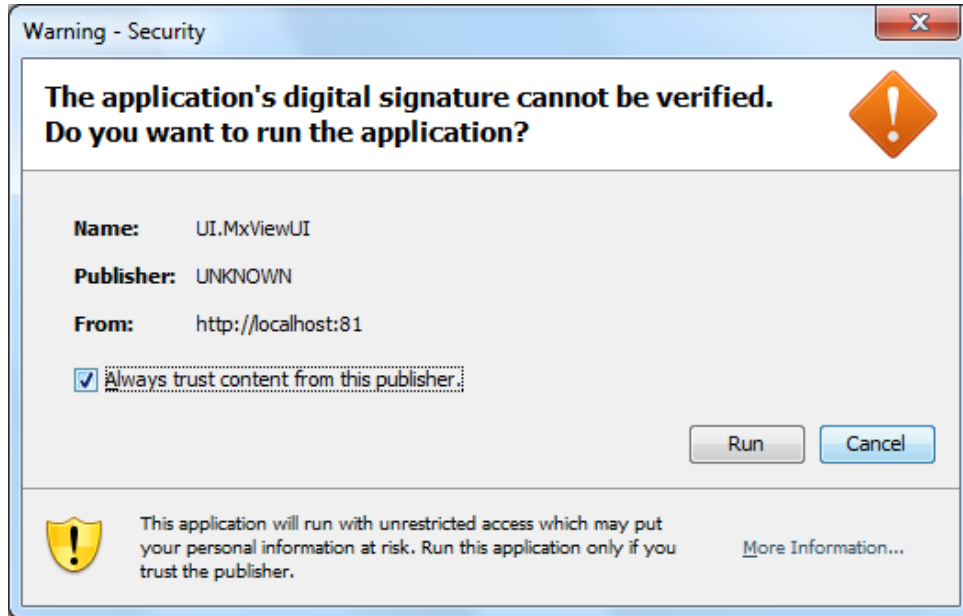 Warning - Security
The application's digital signature cannot be verified.
Do you want to run the application?
Name: UI.MxViewUI
Publisher: UNKNOWN
From: http://localhost:81
Always trust content from this publisher.
Run Cancel
This application will run with unrestricted access which may put
your personal information at risk. Run this application only if you
trust the publisher.
More Information...